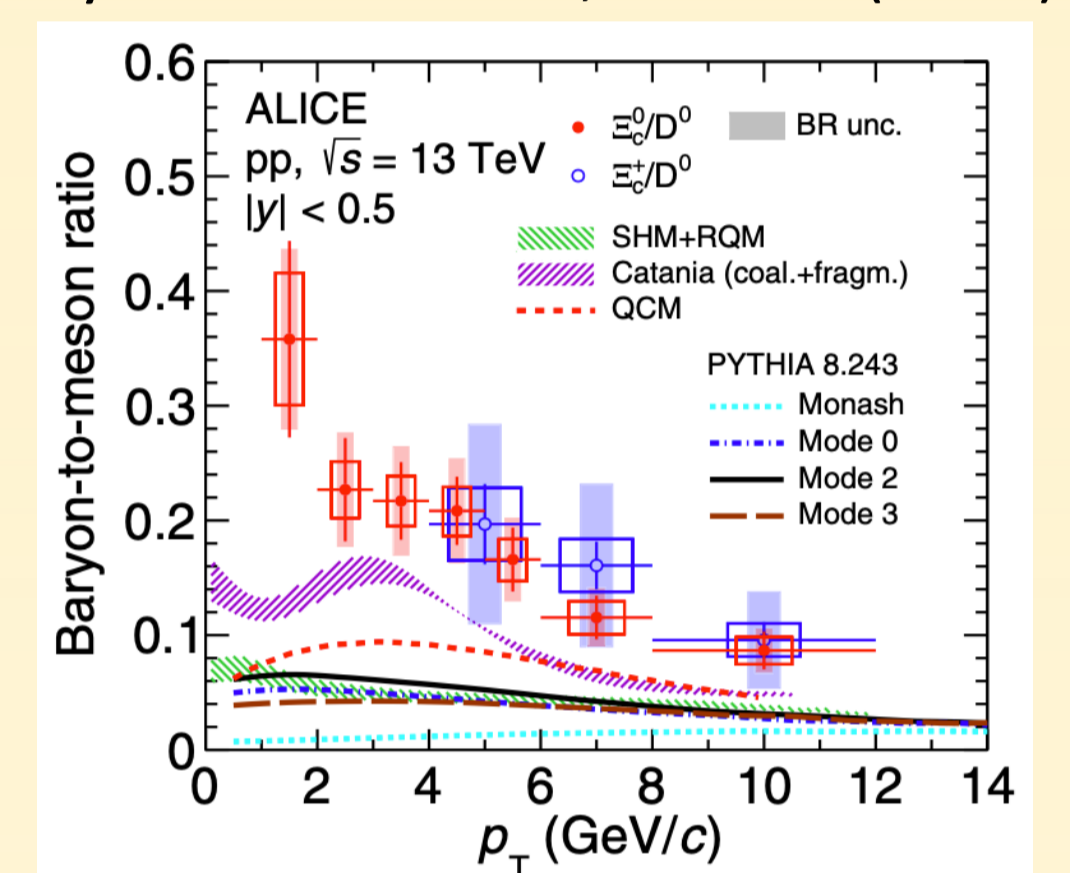 0.6
0.5
0.4
0.3
0.2
0.1
0
Baryon-to-meson ratio
ALICE
pp, √s = 13 TeV
|y| < 0.5
Ξc0/D0
Ξc+/D0
BR unc.
SHM+RQM
Catania (coal.+fragm.)
QCM
PYTHIA 8.243
Monash
Mode 0
Mode 2
Mode 3
0 2 4 6 8 10 12 14
pT (GeV/c)